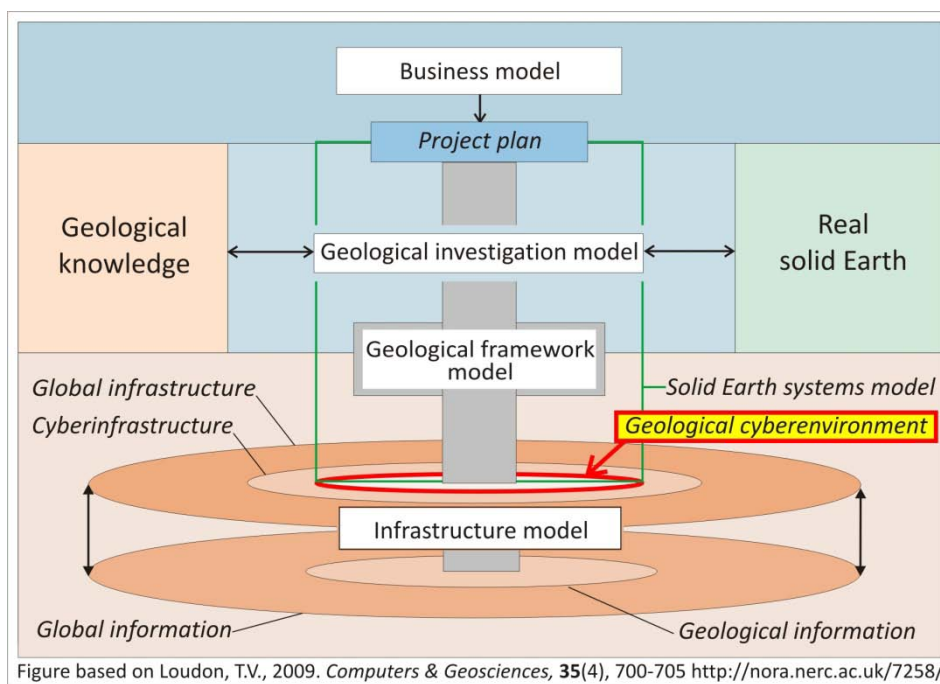 Business model
Project plan
Geological
knowledge
Real
solid Earth
Geological investigation model
Geological framework
model
Global infrastructure
Solid Earth systems model
Cyberinfrastructure
Geological cyberenvironment
Infrastructure model
Global information
Geological information
Figure based on Loudon, T.V., 2009. Computers & Geosciences, 35(4), 700-705 http://nora.nerc.ac.uk/7258/